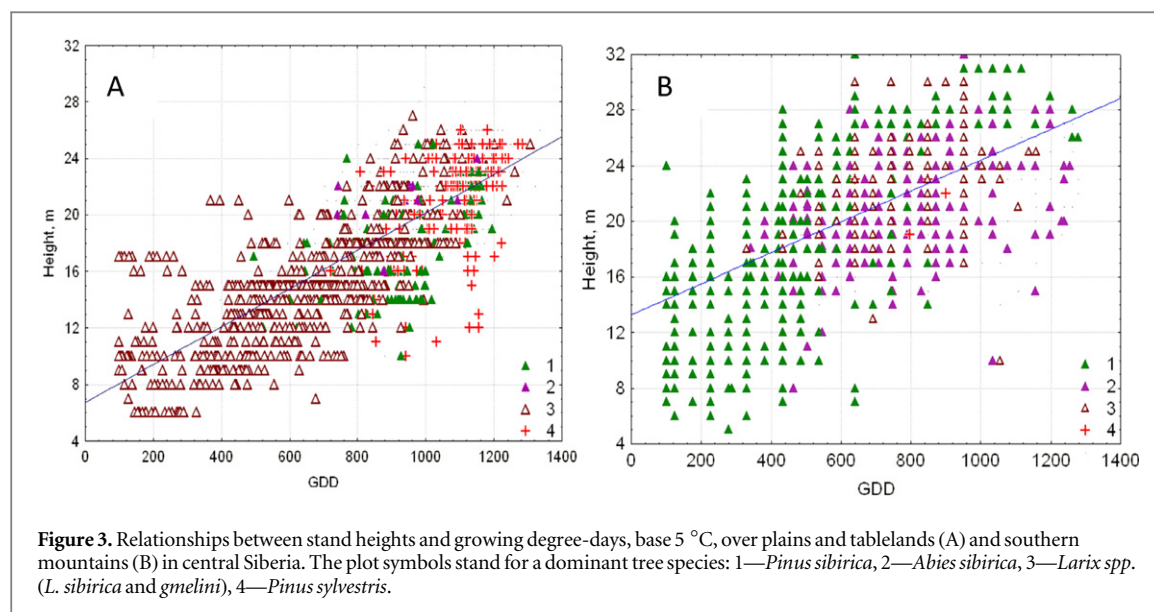 A
B
Height, m
32
28
24
20
16
12
8
4
0 200 400 600 800 1000 1200 1400
GDD
1
2
3
4
Height, m
32
28
24
20
16
12
8
4
0 200 400 600 800 1000 1200 1400
GDD
1
2
3
4
Figure 3. Relationships between stand heights and growing degree-days, base 5 °C, over plains and tablelands (A) and southern
mountains (B) in central Siberia. The plot symbols stand for a dominant tree species: 1—Pinus sibirica, 2—Abies sibirica, 3—Larix spp.
(L. sibirica and gmelini), 4—Pinus sylvestris.